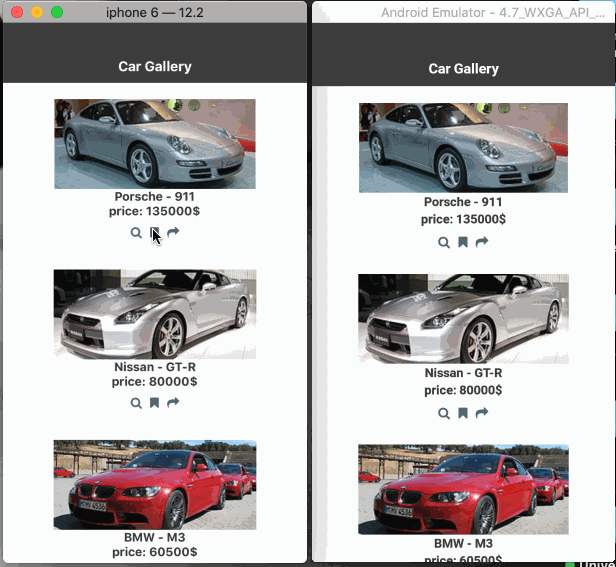 iphone 6 — 12.2
Car Gallery
Porsche - 911
price: 135000$
Nissan - GT-R
price: 80000$
BMW - M3
price: 60500$
Android Emulator - 4.7_WXGA_API_...
Car Gallery
Porsche - 911
price: 135000$
Nissan - GT-R
price: 80000$
BMW - M3
price: 60500$